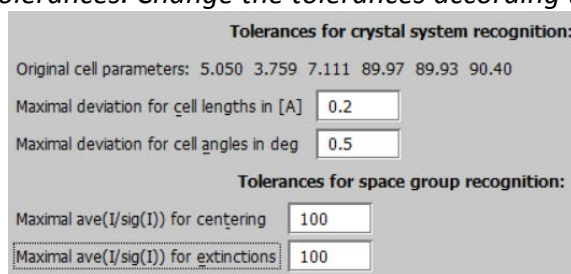 Tolerances for crystal system recognition:
Original cell parameters: 5.050 3.759 7.111 89.97 89.93 90.40
Maximal deviation for cell lengths in [A] 0.2
Maximal deviation for cell angles in deg 0.5
Tolerances for space group recognition:
Maximal ave(I/sig(I)) for centering 100
Maximal ave(I/sig(I)) for extinctions 100